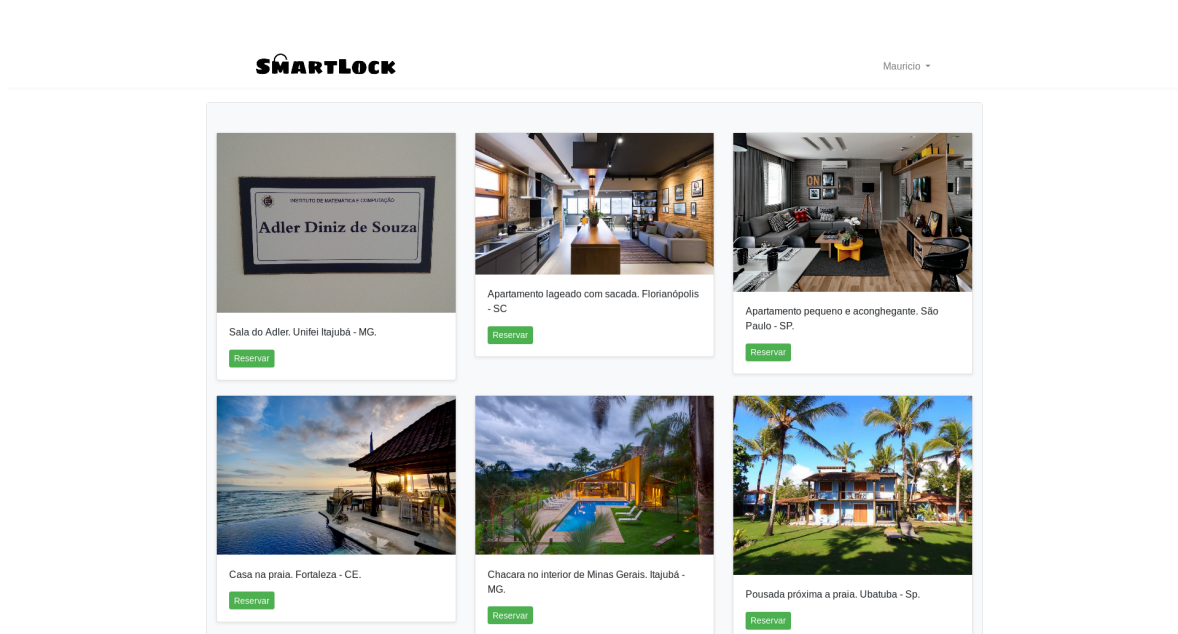 SMARTLOCK
Mauricio
INSTITUTO DE MATEMÁTICA E COMPUTAÇÃO
Adler Diniz de Souza
ON
Sala do Adler. Unifei Itajubá - MG.
Reservar
Apartamento lageado com sacada. Florianópolis
- SC
Reservar
Apartamento pequeno e aconghegante. São
Paulo - SP.
Reservar
Casa na praia. Fortaleza - CE.
Reservar
Chacara no interior de Minas Gerais. Itajubá -
MG.
Reservar
Pousada próxima a praia. Ubatuba - Sp.
Reservar